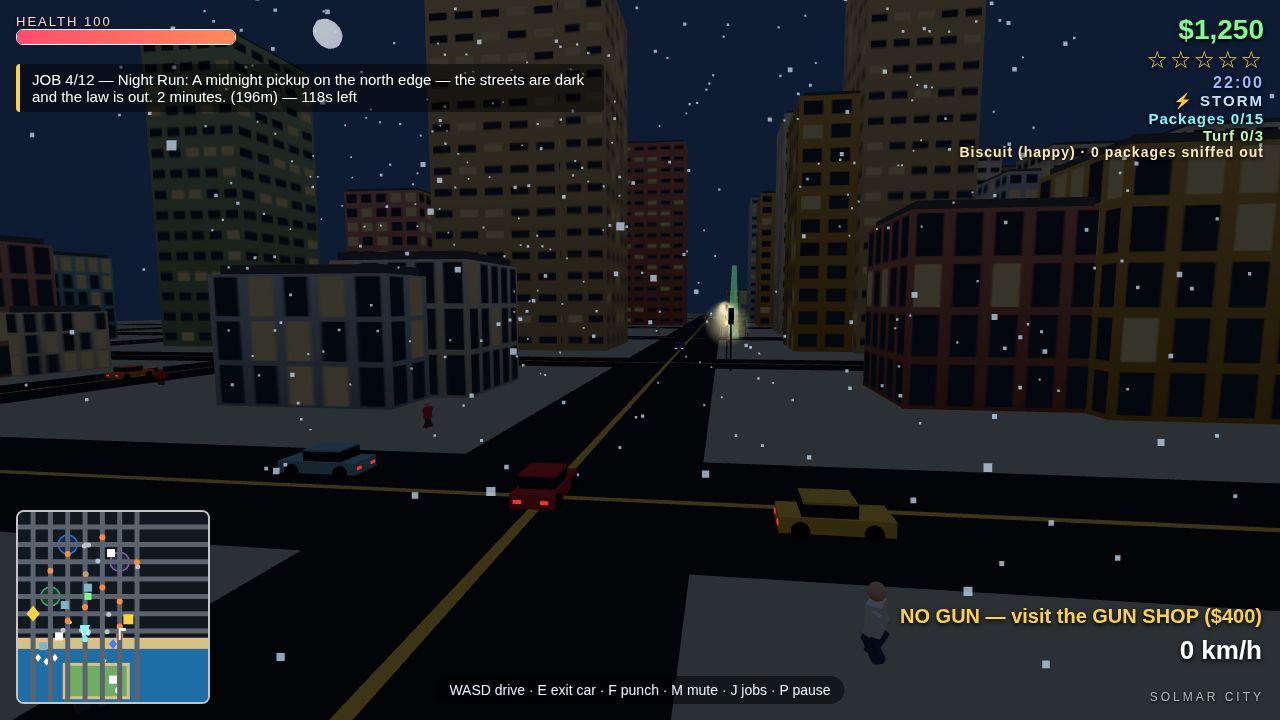 HEALTH 100
JOB 4/12 — Night Run: A midnight pickup on the north edge — the streets are dark
and the law is out. 2 minutes. (196m) — 118s left
$1,250
☆☆☆☆☆
22:00
⚡ STORM
Packages 0/15
Turf 0/3
Biscuit (happy) · 0 packages sniffed out
NO GUN — visit the GUN SHOP ($400)
0 km/h
WASD drive · E exit car · F punch · M mute · J jobs · P pause
SOLMAR CITY